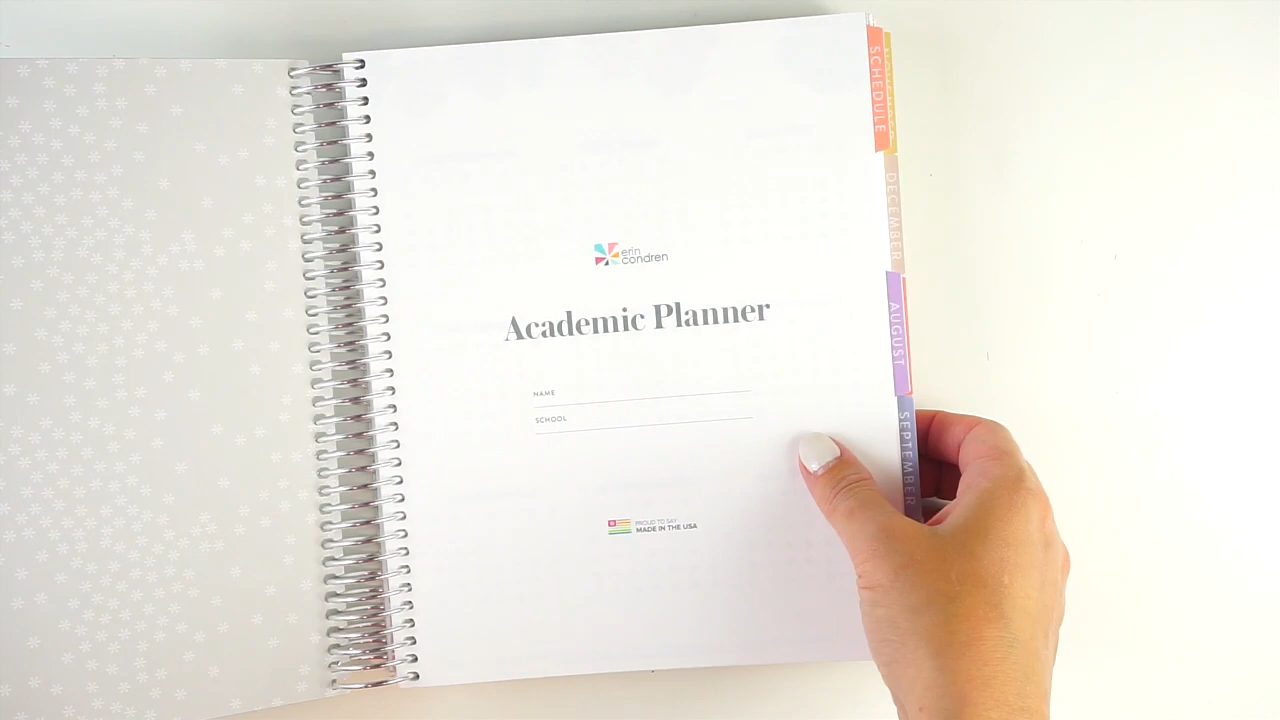 erin
condren
Academic Planner
NAME
SCHOOL
PROUD TO SAY
MADE IN THE USA
SCHEDULE
DECEMBER
AUGUST
SEPTEMBER